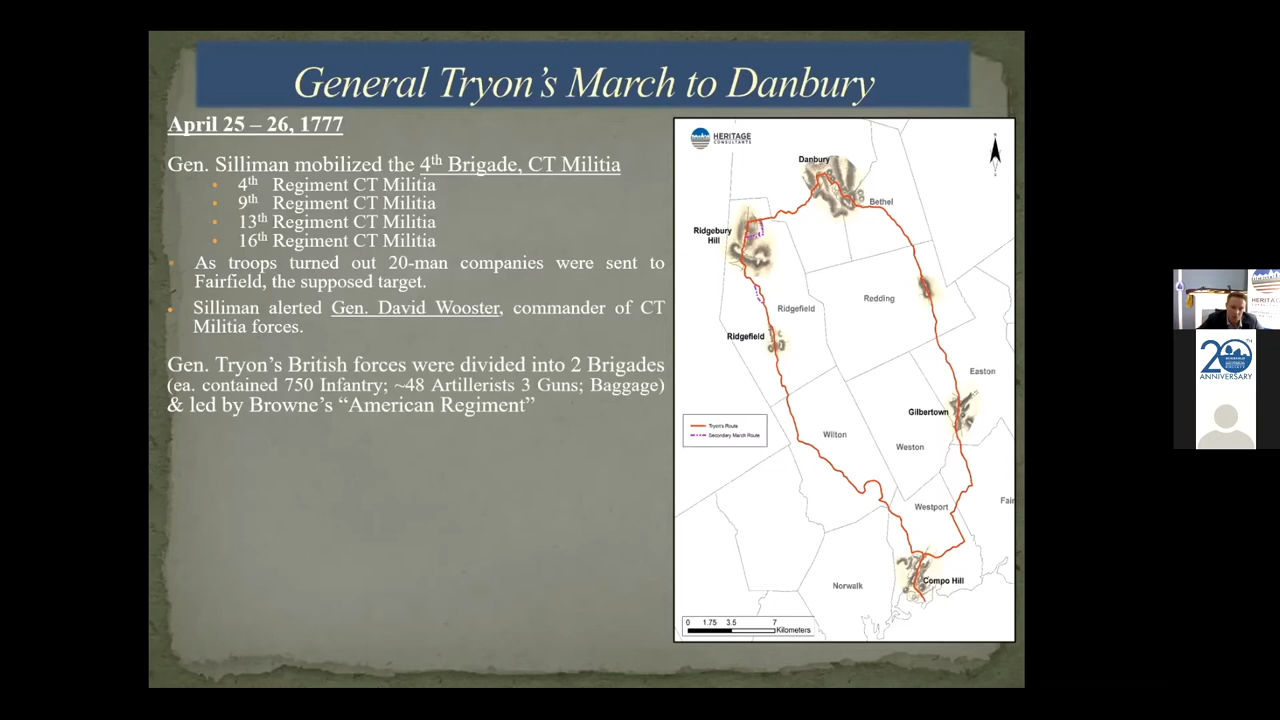 General Tryon's March to Danbury
April 25 – 26, 1777
Gen. Silliman mobilized the 4th Brigade, CT Militia
• 4th Regiment CT Militia
• 9th Regiment CT Militia
• 13th Regiment CT Militia
• 16th Regiment CT Militia
• As troops turned out 20-man companies were sent to
Fairfield, the supposed target.
• Silliman alerted Gen. David Wooster, commander of CT
Militia forces.
Gen. Tryon's British forces were divided into 2 Brigades
(ea. contained 750 Infantry; ~48 Artillerists 3 Guns; Baggage)
& led by Browne's “American Regiment”
HERITAGE
CONSULTANTS
Danbury
Bethel
Ridgebury
Hill
Redding
Ridgefield
Ridgefield
Easton
Gilbertown
Tryon's Route
Secondary March Route
Wilton
Weston
Westport
Fair
Compo Hill
Norwalk
0 1.75 3.5 7
Kilometers
HERITA
20TH
ANNIVERSARY